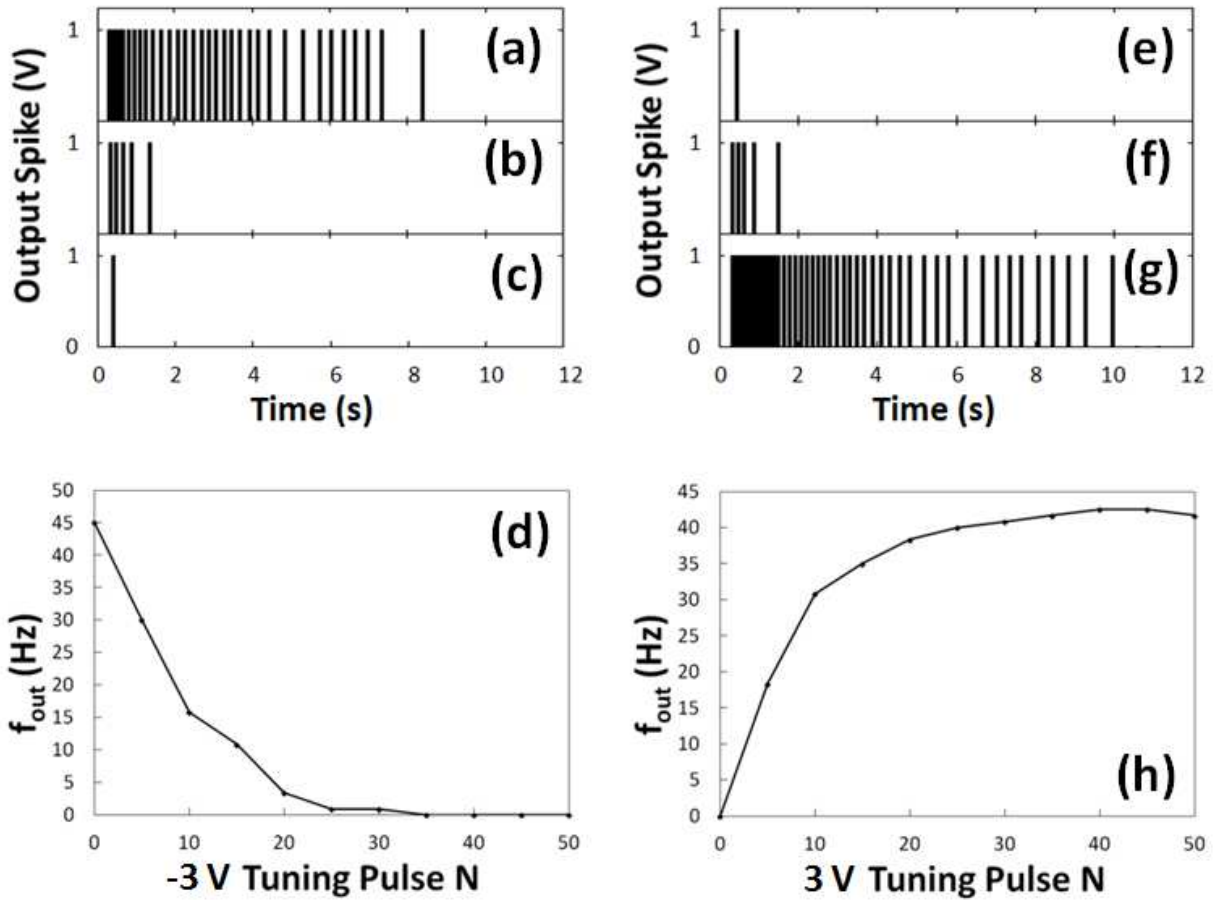 Output Spike (V)
1
(a)
1
(b)
1
(c)
0
0 2 4 6 8 10 12
Time (s)
Output Spike (V)
1
(e)
1
(f)
1
(g)
0
0 2 4 6 8 10 12
Time (s)
f_out (Hz)
50
45
40
35
30
25
20
15
10
5
0
(d)
0 10 20 30 40 50
-3 V Tuning Pulse N
f_out (Hz)
45
40
35
30
25
20
15
10
5
0
(h)
0 10 20 30 40 50
3 V Tuning Pulse N